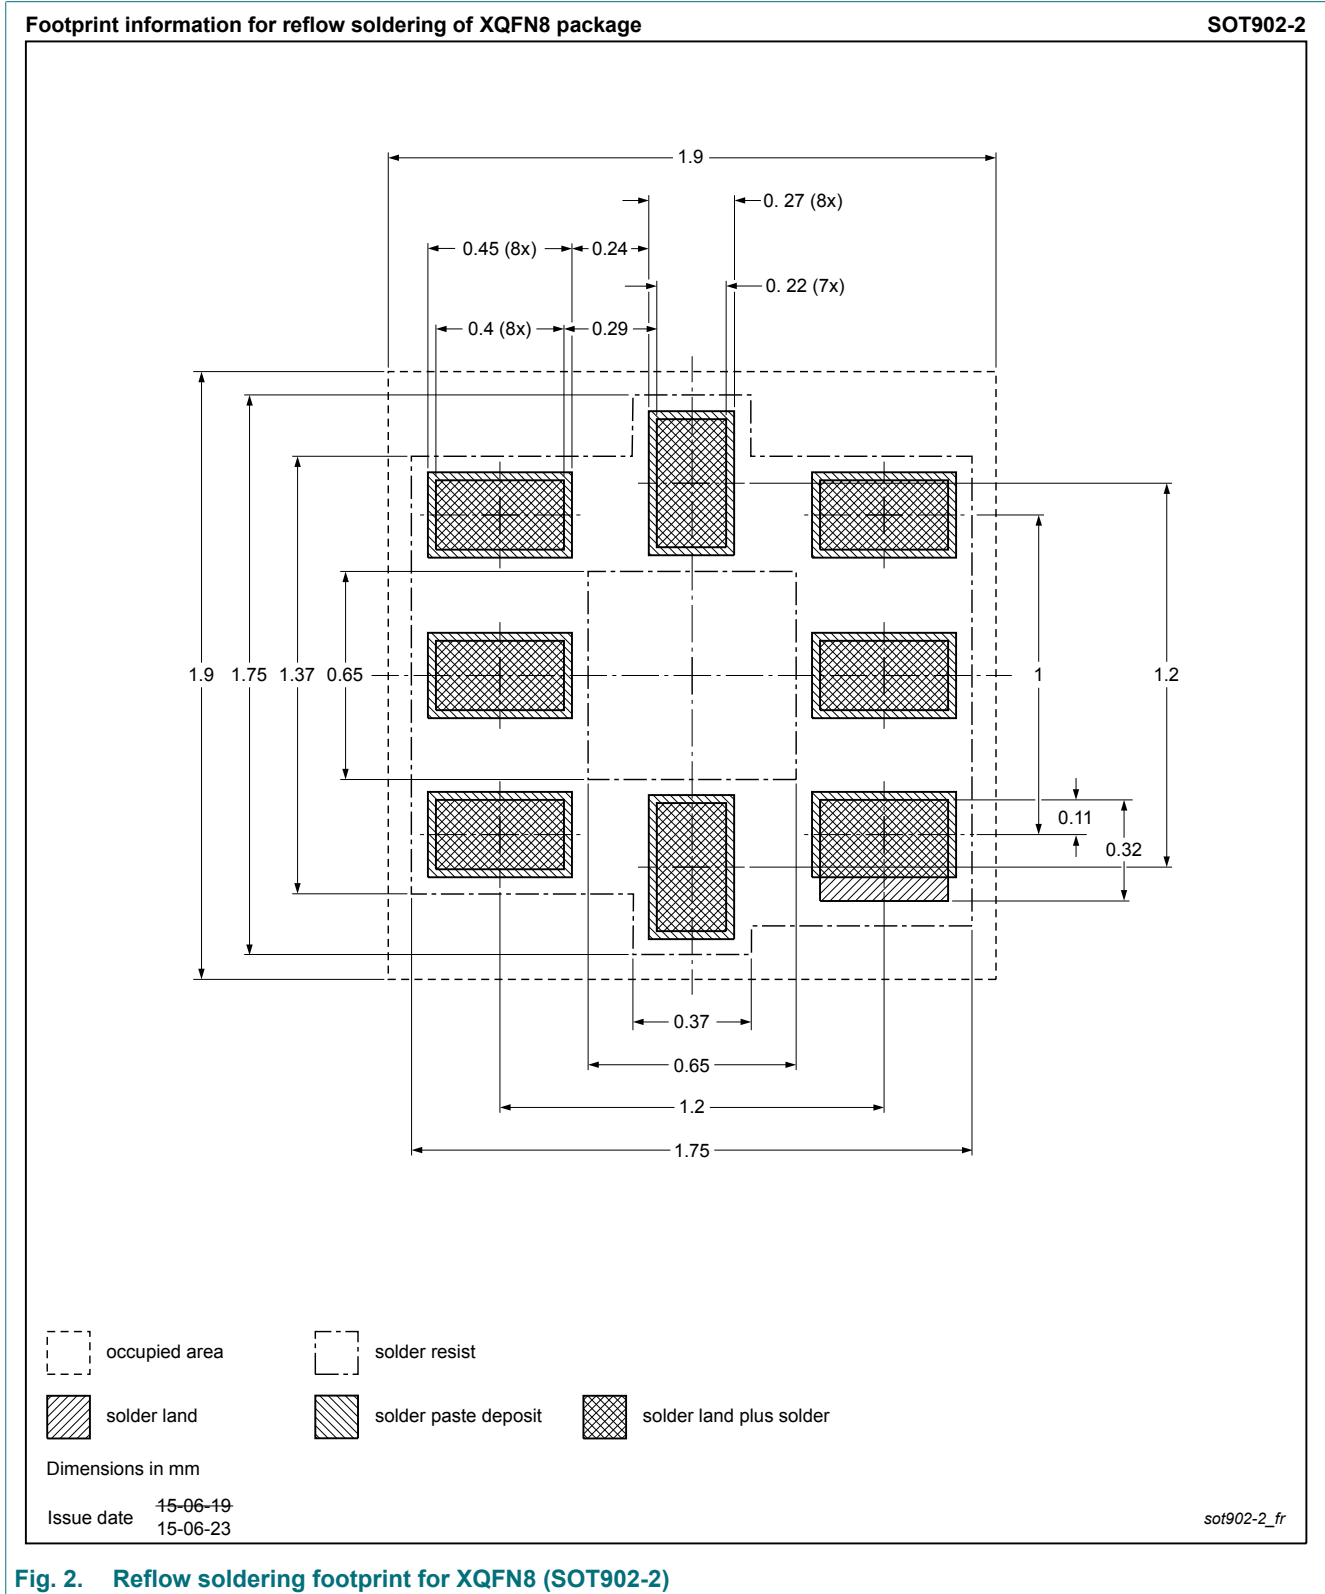 Footprint information for reflow soldering of XQFN8 package SOT902-2
1.9
0. 27 (8x)
0.45 (8x) 0.24
0. 22 (7x)
0.4 (8x) 0.29
1.9 1.75 1.37 0.65 1 1.2
0.11
0.32
0.37
0.65
1.2
1.75
occupied area solder resist
solder land solder paste deposit solder land plus solder
Dimensions in mm
Issue date 15-06-19
15-06-23 sot902-2_fr
Fig. 2. Reflow soldering footprint for XQFN8 (SOT902-2)